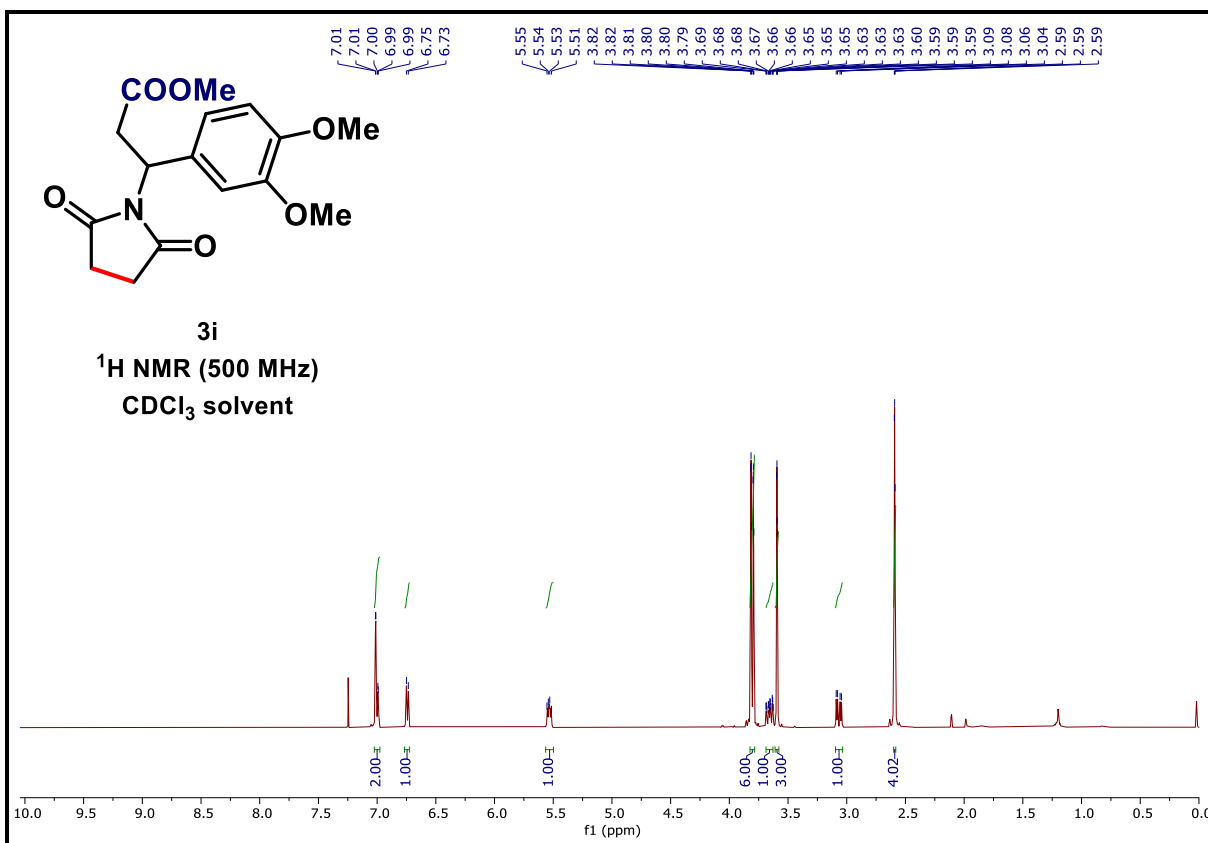 7.01 7.01 7.00 6.99 6.99 6.75 6.73 5.55 5.54 5.53 5.51 3.82 3.82 3.81 3.80 3.80 3.79 3.69 3.68 3.68 3.67 3.66 3.66 3.65 3.65 3.65 3.63 3.63 3.63 3.60 3.59 3.59 3.59 3.09 3.08 3.06 3.04 2.59 2.59 2.59
COOMe
OMe
OMe
O
N
O
3i
¹H NMR (500 MHz)
CDCl₃ solvent
2.00 1.00 1.00 6.00 1.00 3.00 1.00 4.02
10.0 9.5 9.0 8.5 8.0 7.5 7.0 6.5 6.0 5.5 5.0 4.5 4.0 3.5 3.0 2.5 2.0 1.5 1.0 0.5 0.0
f1 (ppm)